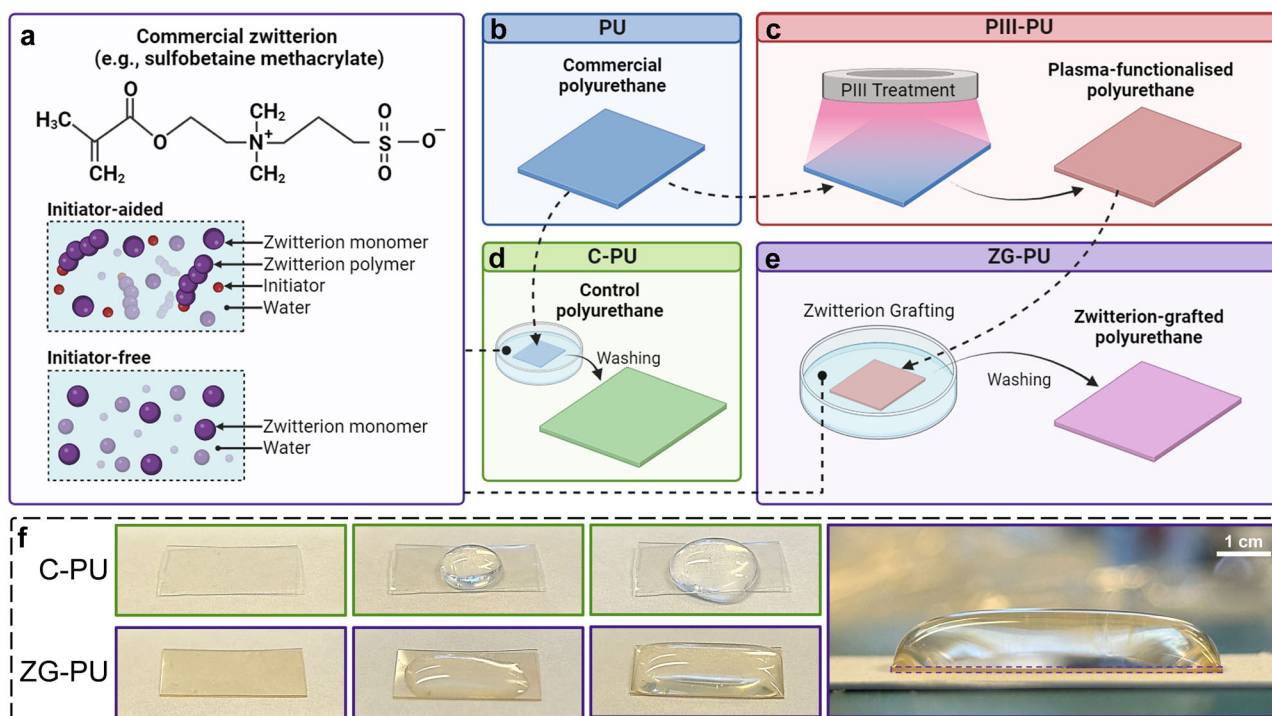 a
Commercial zwitterion
(e.g., sulfobetaine methacrylate)
H₃C
O
O
CH₂
CH₂
N⁺
CH₂
O
S
O⁻
O
Initiator-aided
Zwitterion monomer
Zwitterion polymer
Initiator
Water
Initiator-free
Zwitterion monomer
Water
b
PU
Commercial
polyurethane
c
PIII-PU
PIII Treatment
Plasma-functionalised
polyurethane
d
C-PU
Control
polyurethane
Washing
e
ZG-PU
Zwitterion Grafting
Washing
Zwitterion-grafted
polyurethane
f
C-PU
ZG-PU
1 cm